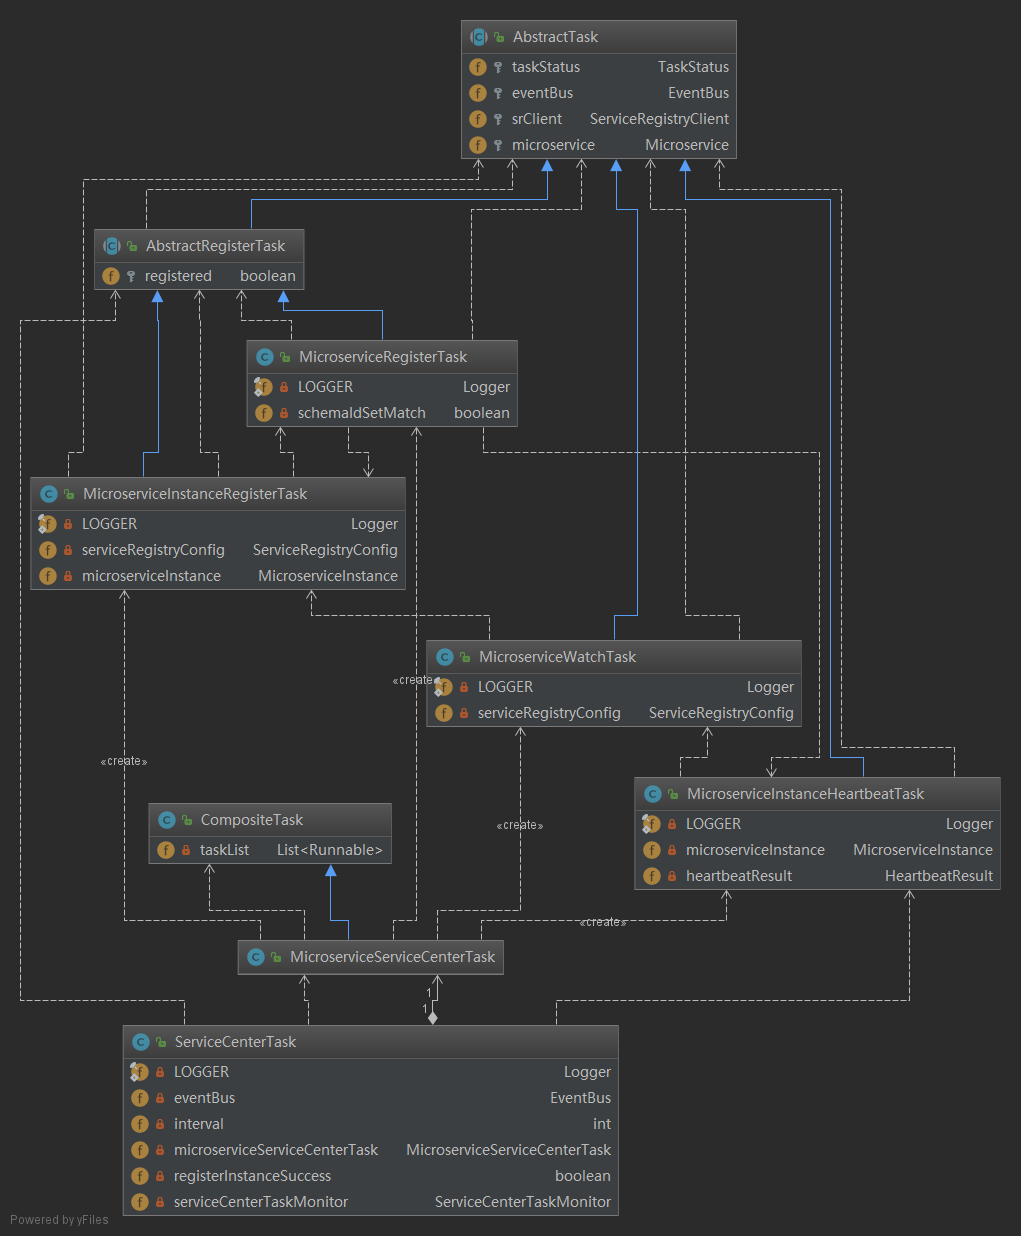 AbstractTask
taskStatus TaskStatus
eventBus EventBus
srClient ServiceRegistryClient
microservice Microservice
AbstractRegisterTask
registered boolean
MicroserviceRegisterTask
LOGGER Logger
schemaIdSetMatch boolean
MicroserviceInstanceRegisterTask
LOGGER Logger
serviceRegistryConfig ServiceRegistryConfig
microserviceInstance MicroserviceInstance
MicroserviceWatchTask
«create»
LOGGER Logger
serviceRegistryConfig ServiceRegistryConfig
«create»
MicroserviceInstanceHeartbeatTask
LOGGER Logger
microserviceInstance MicroserviceInstance
heartbeatResult HeartbeatResult
CompositeTask
taskList List<Runnable>
«create»
«create»
MicroserviceServiceCenterTask
1
1
ServiceCenterTask
LOGGER Logger
eventBus EventBus
interval int
microserviceServiceCenterTask MicroserviceServiceCenterTask
registerInstanceSuccess boolean
serviceCenterTaskMonitor ServiceCenterTaskMonitor
Powered by yFiles